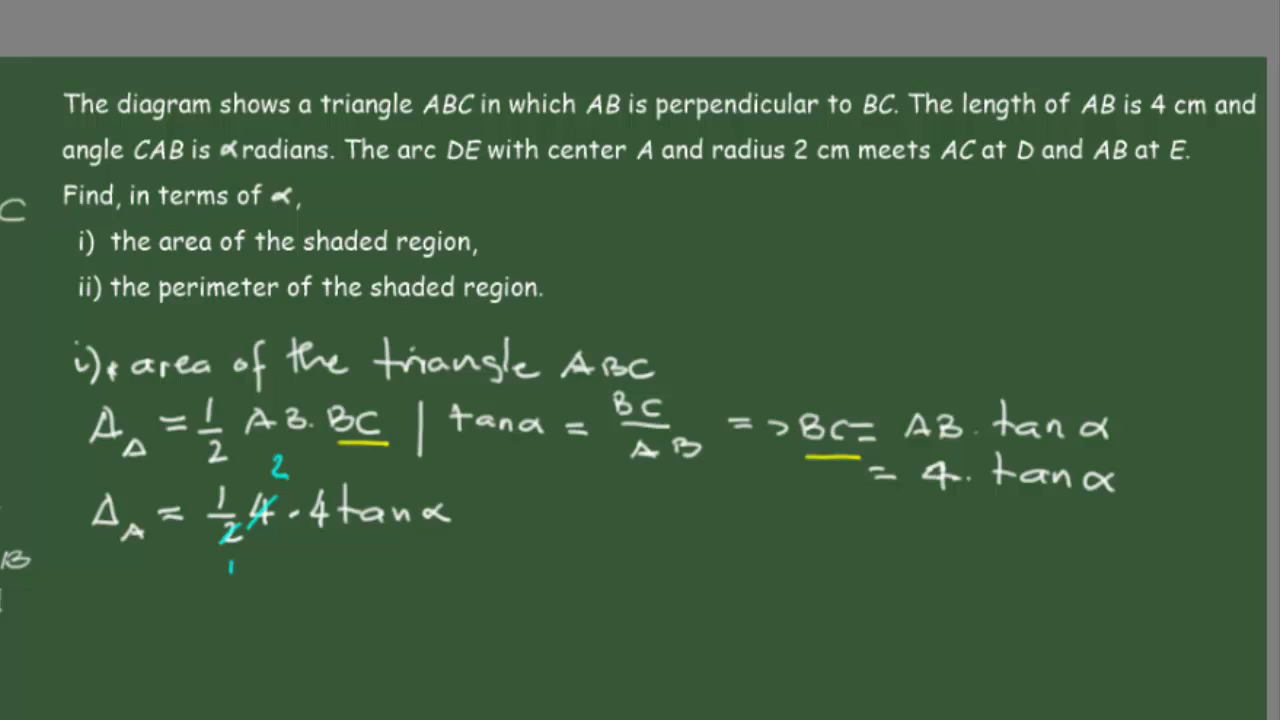 The diagram shows a triangle ABC in which AB is perpendicular to BC. The length of AB is 4 cm and
angle CAB is α radians. The arc DE with center A and radius 2 cm meets AC at D and AB at E.
Find, in terms of α,
C
i) the area of the shaded region,
ii) the perimeter of the shaded region.
i) • area of the triangle ABC
A△ = 1/2 AB · BC | tan α = BC/AB => BC = AB · tan α
= 4 · tan α
2
A△ = 1/2 4 · 4 tan α
B
1